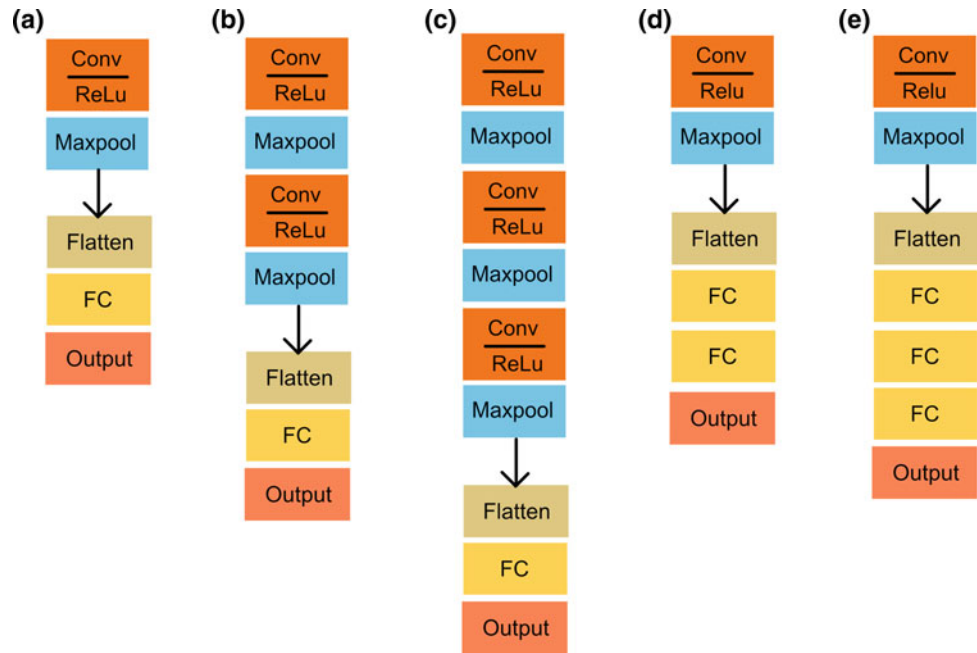 (a)
Conv
ReLu
Maxpool
Flatten
FC
Output
(b)
Conv
ReLu
Maxpool
Conv
ReLu
Maxpool
Flatten
FC
Output
(c)
Conv
ReLu
Maxpool
Conv
ReLu
Maxpool
Conv
ReLu
Maxpool
Flatten
FC
Output
(d)
Conv
Relu
Maxpool
Flatten
FC
FC
Output
(e)
Conv
Relu
Maxpool
Flatten
FC
FC
FC
Output